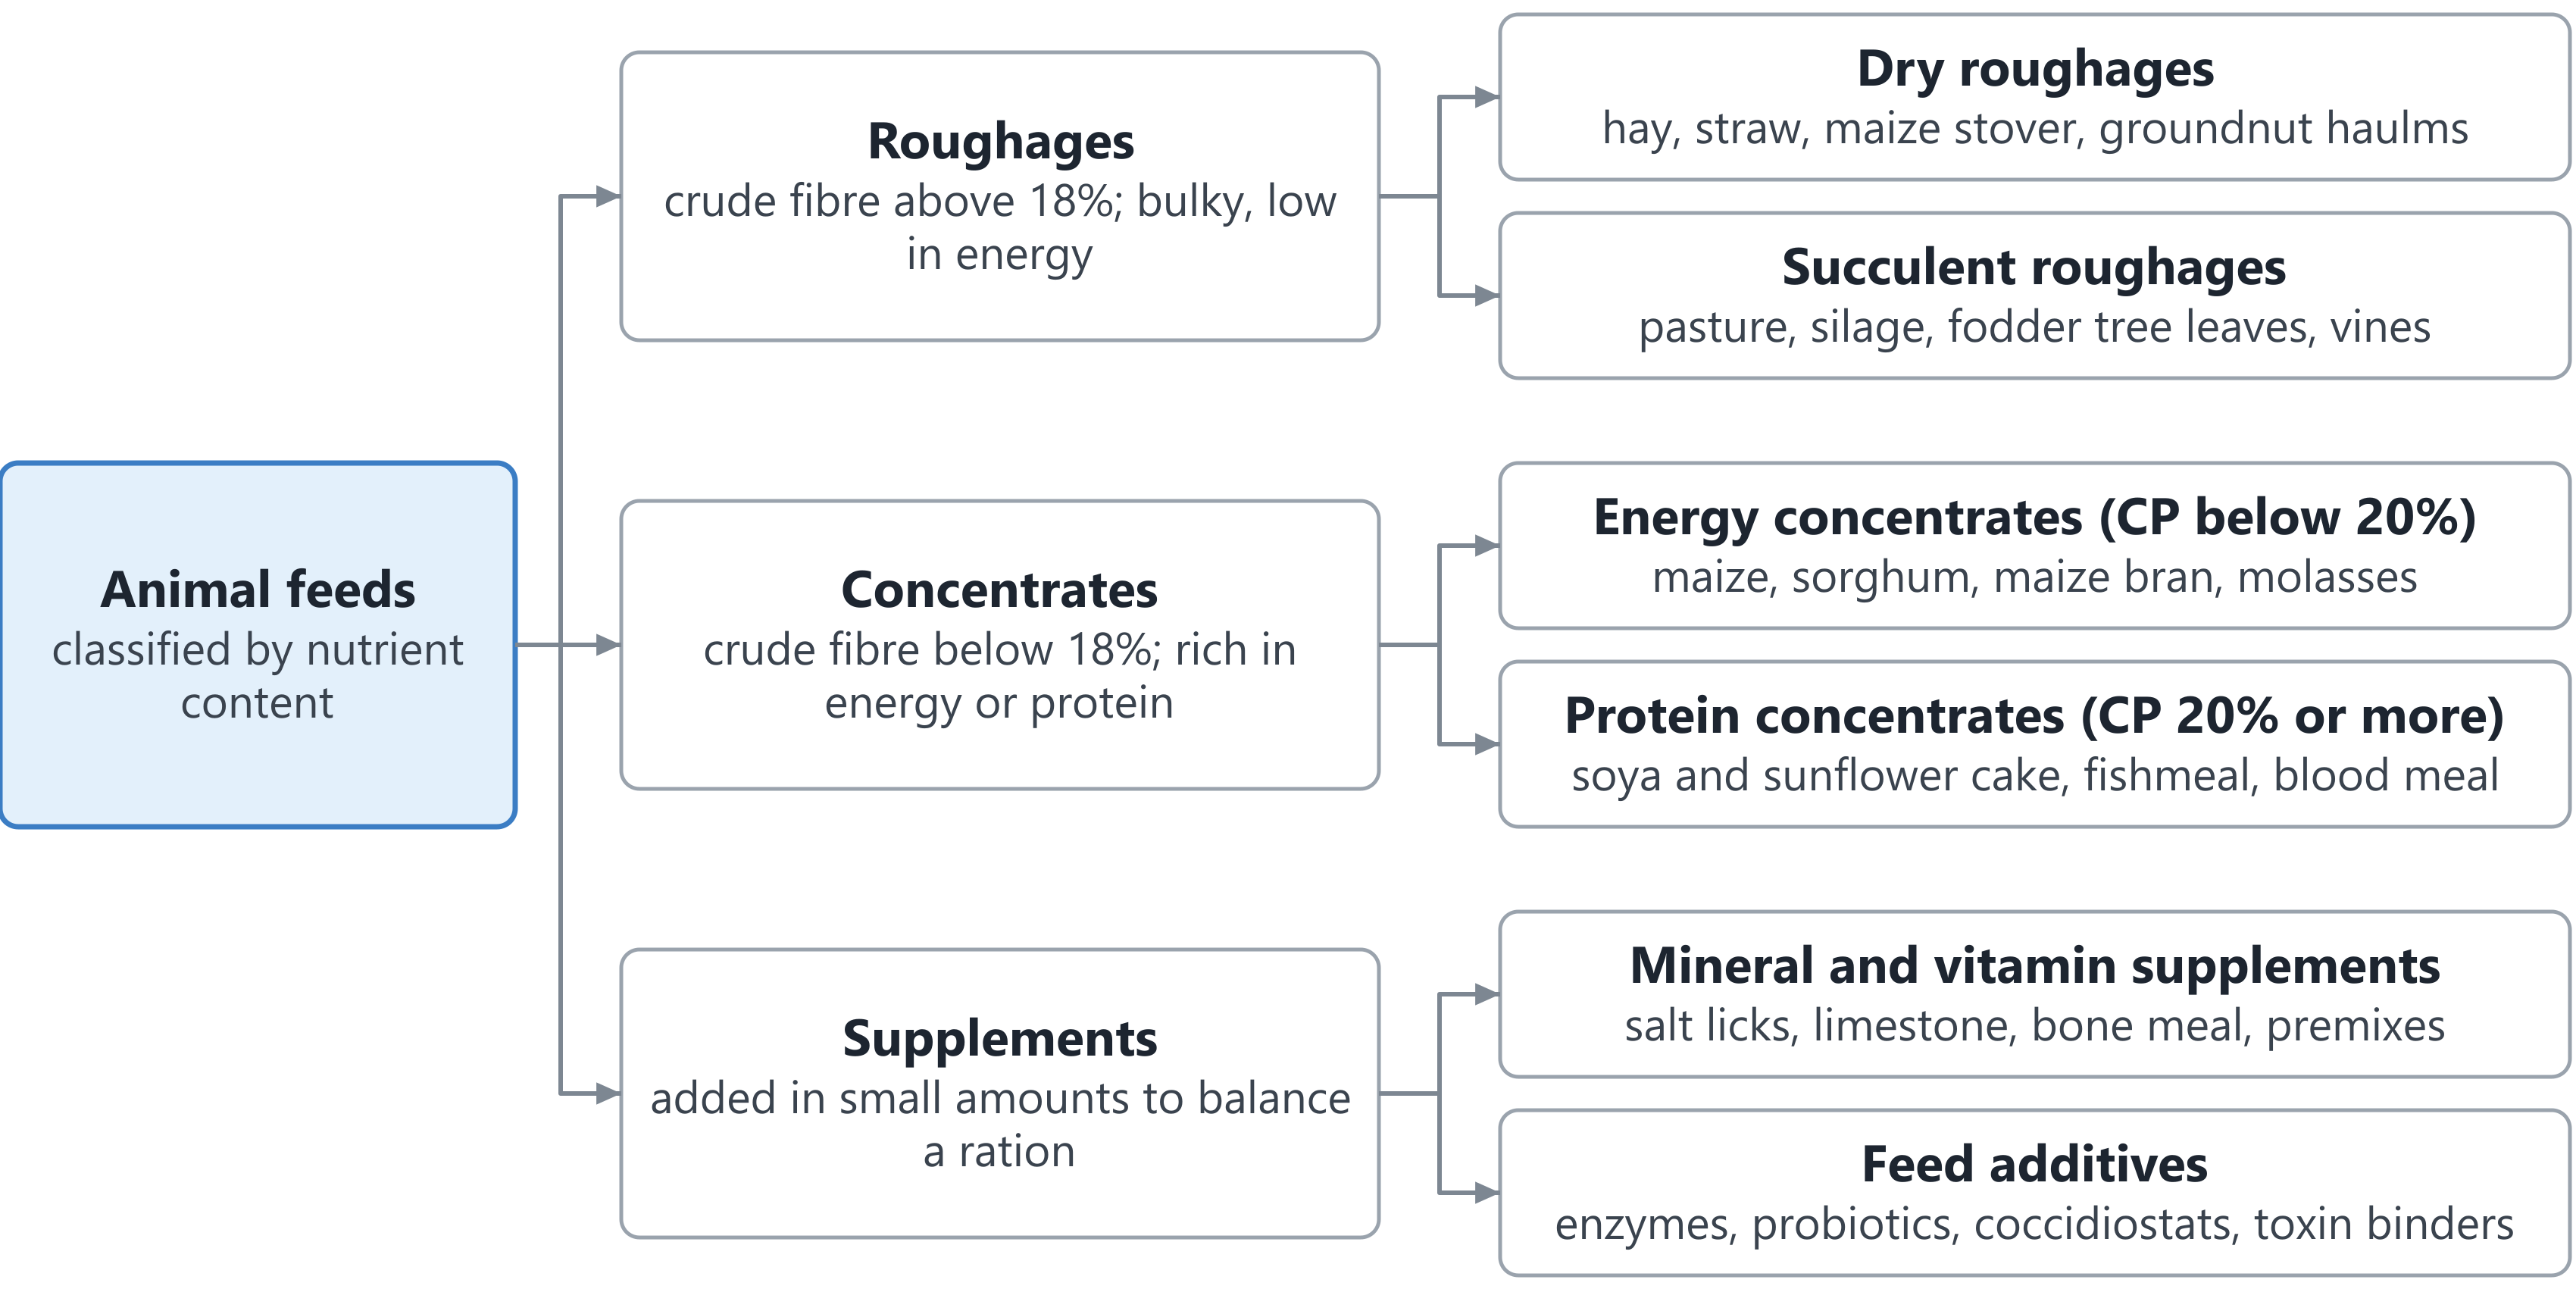 Animal feeds
classified by nutrient
content
Roughages
crude fibre above 18%; bulky, low
in energy
Dry roughages
hay, straw, maize stover, groundnut haulms
Succulent roughages
pasture, silage, fodder tree leaves, vines
Concentrates
crude fibre below 18%; rich in
energy or protein
Energy concentrates (CP below 20%)
maize, sorghum, maize bran, molasses
Protein concentrates (CP 20% or more)
soya and sunflower cake, fishmeal, blood meal
Supplements
added in small amounts to balance
a ration
Mineral and vitamin supplements
salt licks, limestone, bone meal, premixes
Feed additives
enzymes, probiotics, coccidiostats, toxin binders